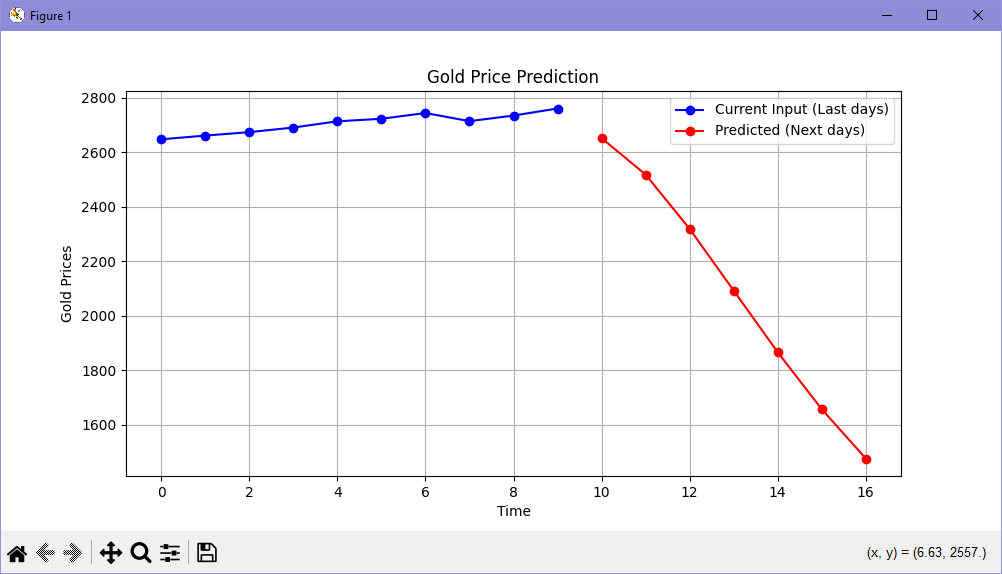 Figure 1
Gold Price Prediction
Current Input (Last days)
Predicted (Next days)
2800
2600
2400
2200
2000
1800
1600
Gold Prices
0 2 4 6 8 10 12 14 16
Time
(x, y) = (6.63, 2557.)